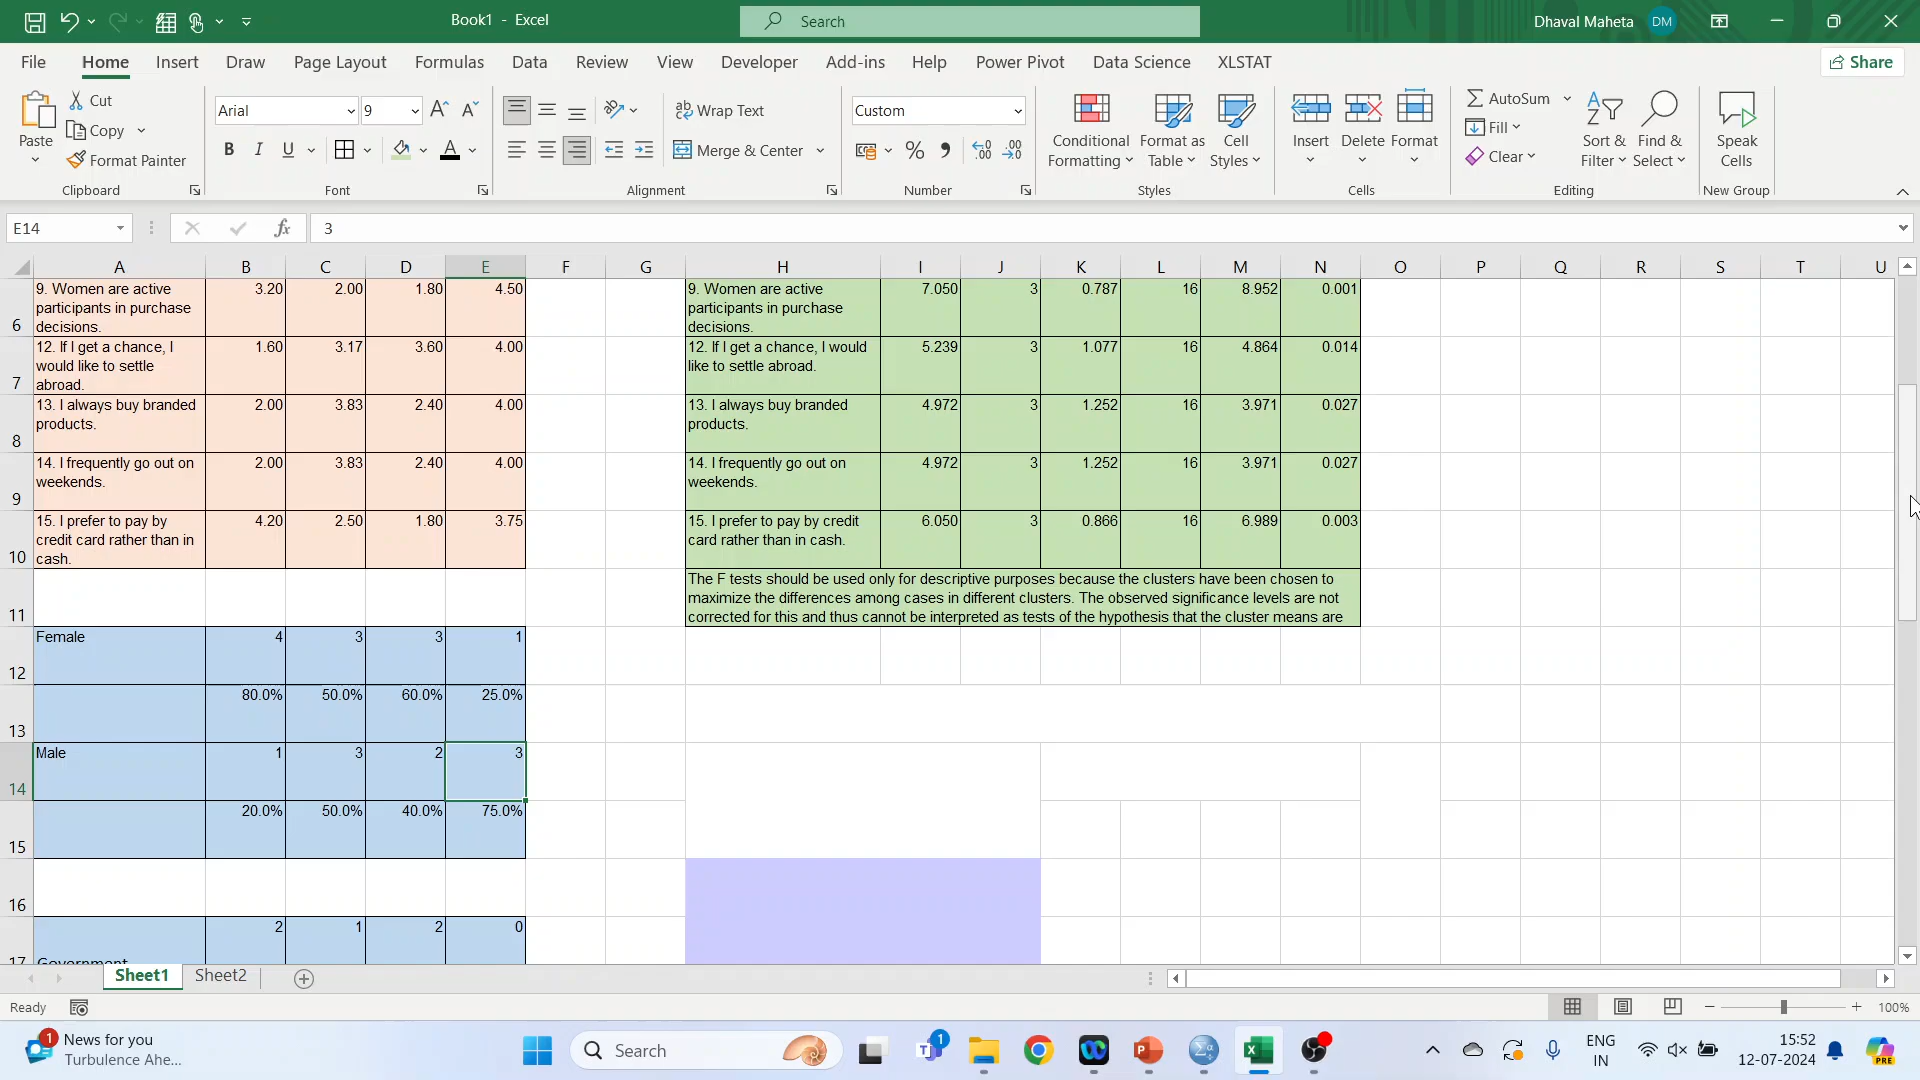 Book1 - Excel
Search
Dhaval Maheta
DM
File
Home
Insert
Draw
Page Layout
Formulas
Data
Review
View
Developer
Add-ins
Help
Power Pivot
Data Science
XLSTAT
Share
Paste
Cut
Copy
Format Painter
Clipboard
Arial
9
B I U
Font
Wrap Text
Merge & Center
Alignment
Custom
Number
Conditional
Formatting
Format as
Table
Cell
Styles
Styles
Insert
Delete
Format
Cells
AutoSum
Fill
Clear
Sort &
Filter
Find &
Select
Editing
Speak
Cells
New Group
E14
3
A B C D E F G H I J K L M N O P Q R S T U
6
9. Women are active
participants in purchase
decisions.
3.20 2.00 1.80 4.50
9. Women are active
participants in purchase
decisions.
7.050 3 0.787 16 8.952 0.001
7
12. If I get a chance, I
would like to settle
abroad.
1.60 3.17 3.60 4.00
12. If I get a chance, I would
like to settle abroad.
5.239 3 1.077 16 4.864 0.014
8
13. I always buy branded
products.
2.00 3.83 2.40 4.00
13. I always buy branded
products.
4.972 3 1.252 16 3.971 0.027
9
14. I frequently go out on
weekends.
2.00 3.83 2.40 4.00
14. I frequently go out on
weekends.
4.972 3 1.252 16 3.971 0.027
10
15. I prefer to pay by
credit card rather than in
cash.
4.20 2.50 1.80 3.75
15. I prefer to pay by credit
card rather than in cash.
6.050 3 0.866 16 6.989 0.003
11
The F tests should be used only for descriptive purposes because the clusters have been chosen to
maximize the differences among cases in different clusters. The observed significance levels are not
corrected for this and thus cannot be interpreted as tests of the hypothesis that the cluster means are
12
Female 4 3 3 1
13
80.0% 50.0% 60.0% 25.0%
14
Male 1 3 2 3
15
20.0% 50.0% 40.0% 75.0%
16
17
Government 2 1 2 0
Sheet1
Sheet2
Ready
100%
1
News for you
Turbulence Ahe...
Search
1
ENG
IN
15:52
12-07-2024
PRE